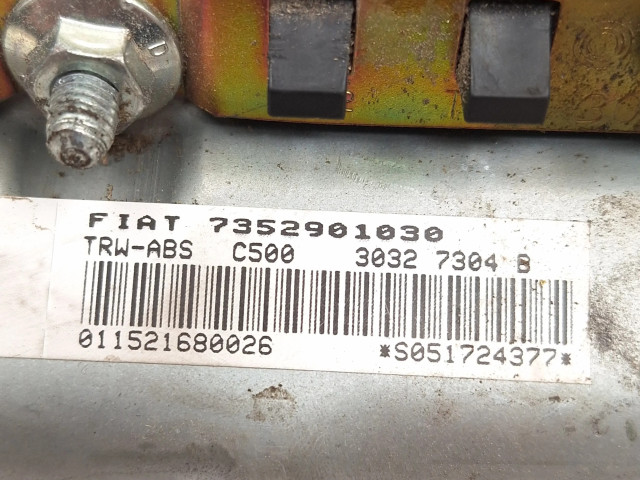 FIAT 7352901030
TRW-ABS C500 3032 7304 B
011521680026 *S051724377*